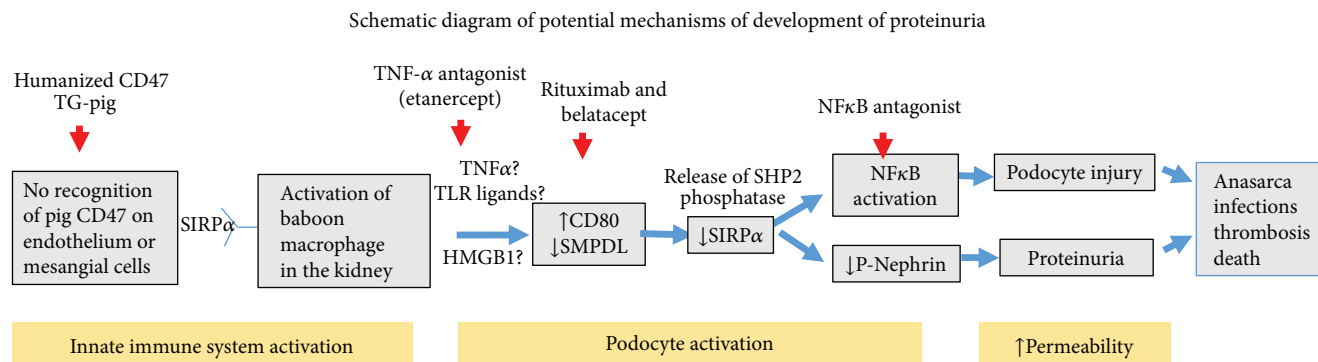 Schematic diagram of potential mechanisms of development of proteinuria
Humanized CD47
TG-pig
TNF-α antagonist
(etanercept)
Rituximab and
belatacept
NFκB antagonist
No recognition
of pig CD47 on
endothelium or
mesangial cells
SIRPα
Activation of
baboon
macrophage
in the kidney
TNFα?
TLR ligands?
HMGB1?
↑CD80
↓SMPDL
Release of SHP2
phosphatase
↓SIRPα
NFκB
activation
↓P-Nephrin
Podocyte injury
Proteinuria
Anasarca
infections
thrombosis
death
Innate immune system activation
Podocyte activation
↑Permeability